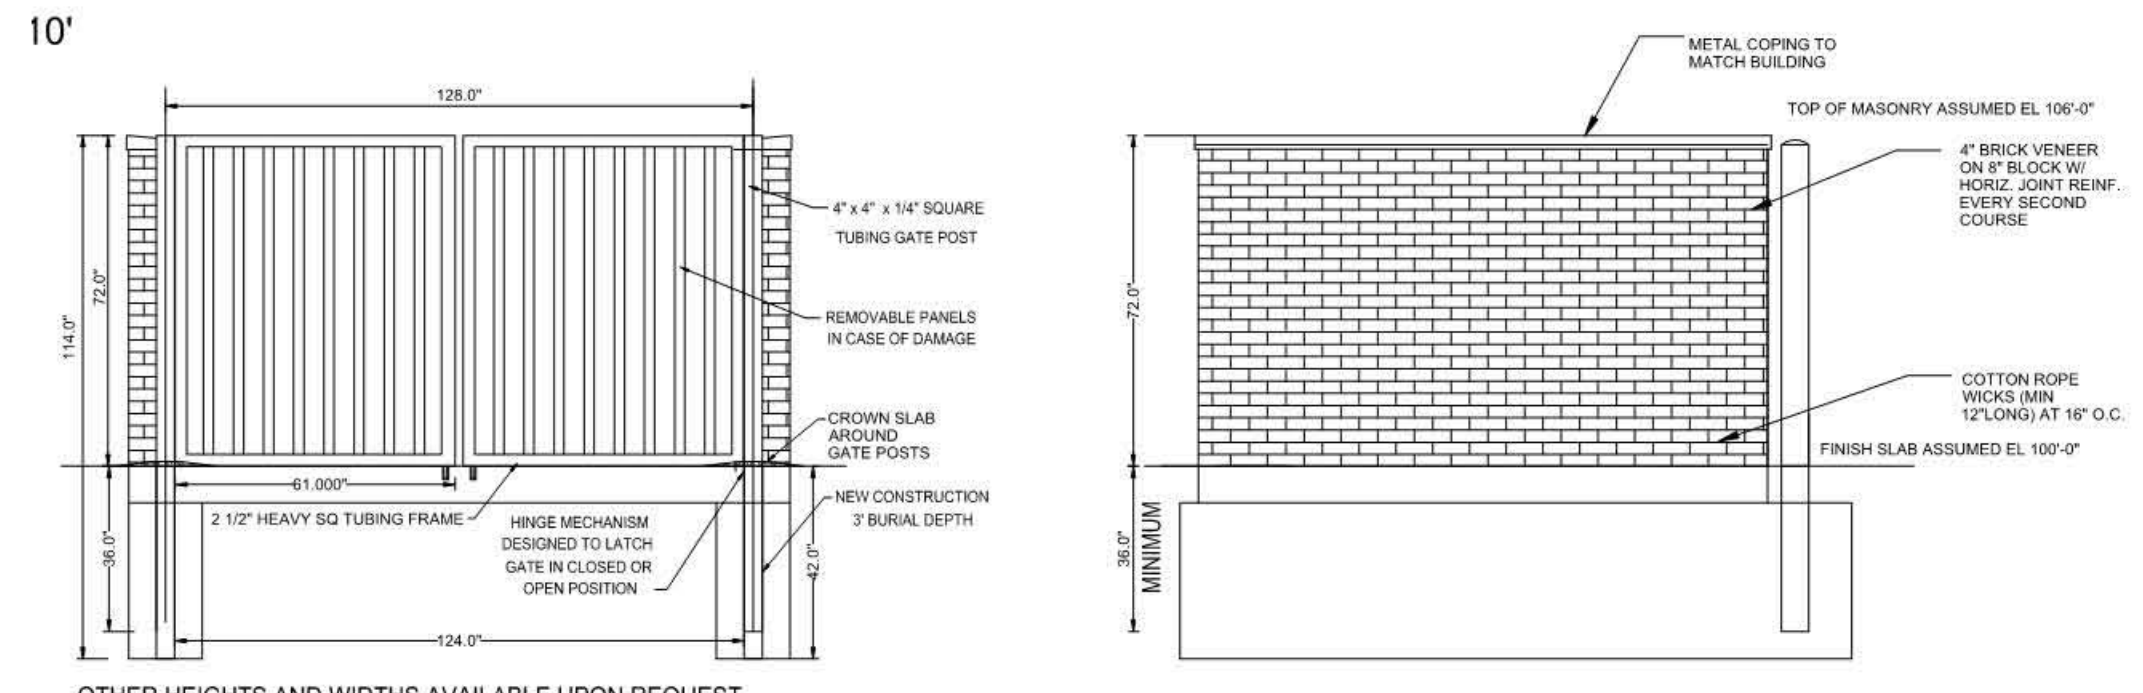 10'
128.0"
72.0"
114.0"
4" x 4" x 1/4" SQUARE
TUBING GATE POST
REMOVABLE PANELS
IN CASE OF DAMAGE
CROWN SLAB
AROUND
GATE POSTS
61.000"
2 1/2" HEAVY SQ TUBING FRAME
HINGE MECHANISM
DESIGNED TO LATCH
GATE IN CLOSED OR
OPEN POSITION
NEW CONSTRUCTION
3' BURIAL DEPTH
36.0"
42.0"
124.0"
OTHER HEIGHTS AND WIDTHS AVAILABLE UPON REQUEST
METAL COPING TO
MATCH BUILDING
TOP OF MASONRY ASSUMED EL 106'-0"
4" BRICK VENEER
ON 8" BLOCK W/
HORIZ. JOINT REINF.
EVERY SECOND
COURSE
72.0"
COTTON ROPE
WICKS (MIN
12"LONG) AT 16" O.C.
FINISH SLAB ASSUMED EL 100'-0"
36.0"
MINIMUM